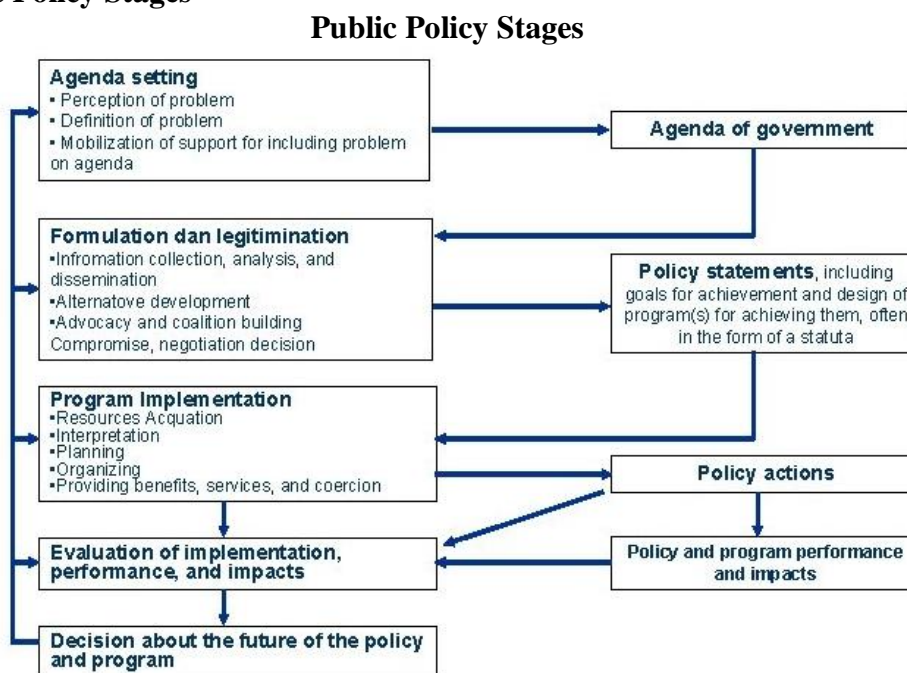 Policy Stages
Public Policy Stages
Agenda setting
▪ Perception of problem
▪ Definition of problem
▪ Mobilization of support for including problem
on agenda
Agenda of government
Formulation dan legitimination
▪Infromation collection, analysis, and
dissemination
▪Alternatove development
▪Advocacy and coalition building
Compromise, negotiation decision
Policy statements, including
goals for achievement and design of
program(s) for achieving them, often
in the form of a statuta
Program Implementation
▪Resources Acquation
▪Interpretation
▪Planning
▪Organizing
▪Providing benefits, services, and coercion
Policy actions
Evaluation of implementation,
performance, and impacts
Policy and program performance
and impacts
Decision about the future of the policy
and program